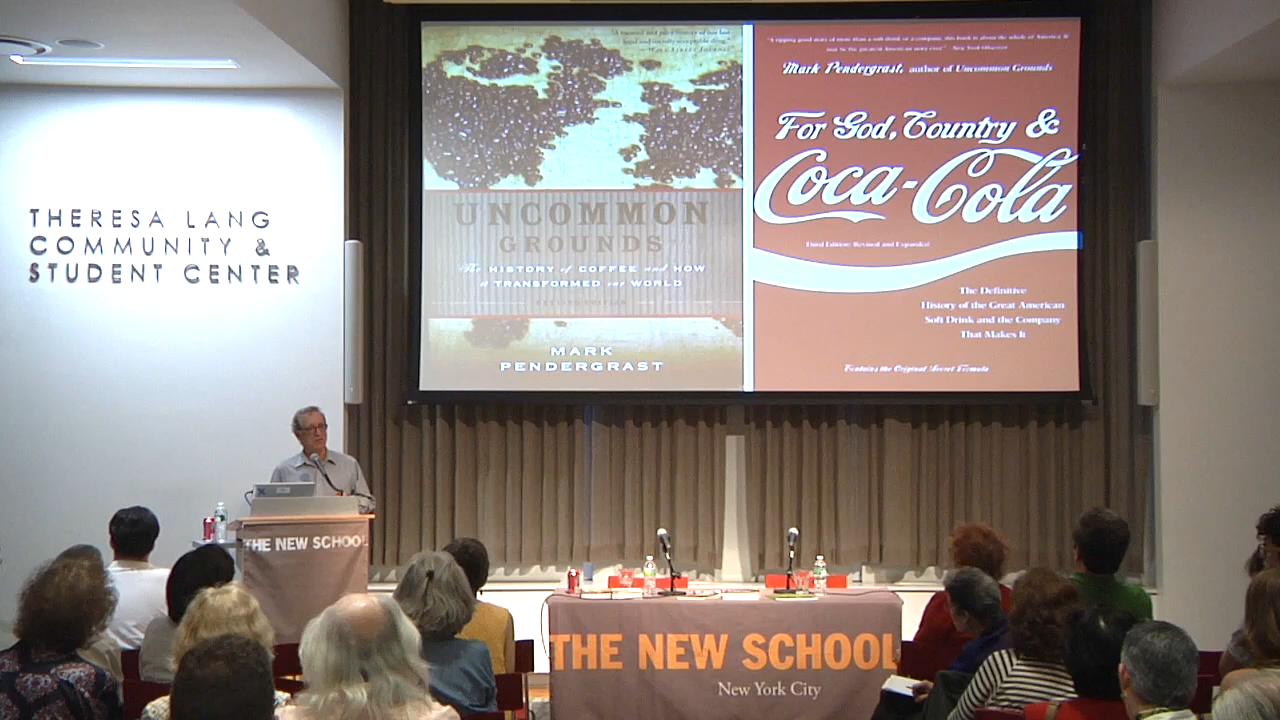 THERESA LANG
COMMUNITY &
STUDENT CENTER
UNCOMMON
GROUNDS
The HISTORY of COFFEE and HOW
it TRANSFORMED our WORLD
REVISED EDITION
MARK
PENDERGRAST
Mark Pendergrast, author of Uncommon Grounds
For God, Country &
Coca-Cola
Third Edition: Revised and Expanded
The Definitive
History of the Great American
Soft Drink and the Company
That Makes It
Contains the Original Secret Formula
THE NEW SCHOOL
THE NEW SCHOOL
New York City